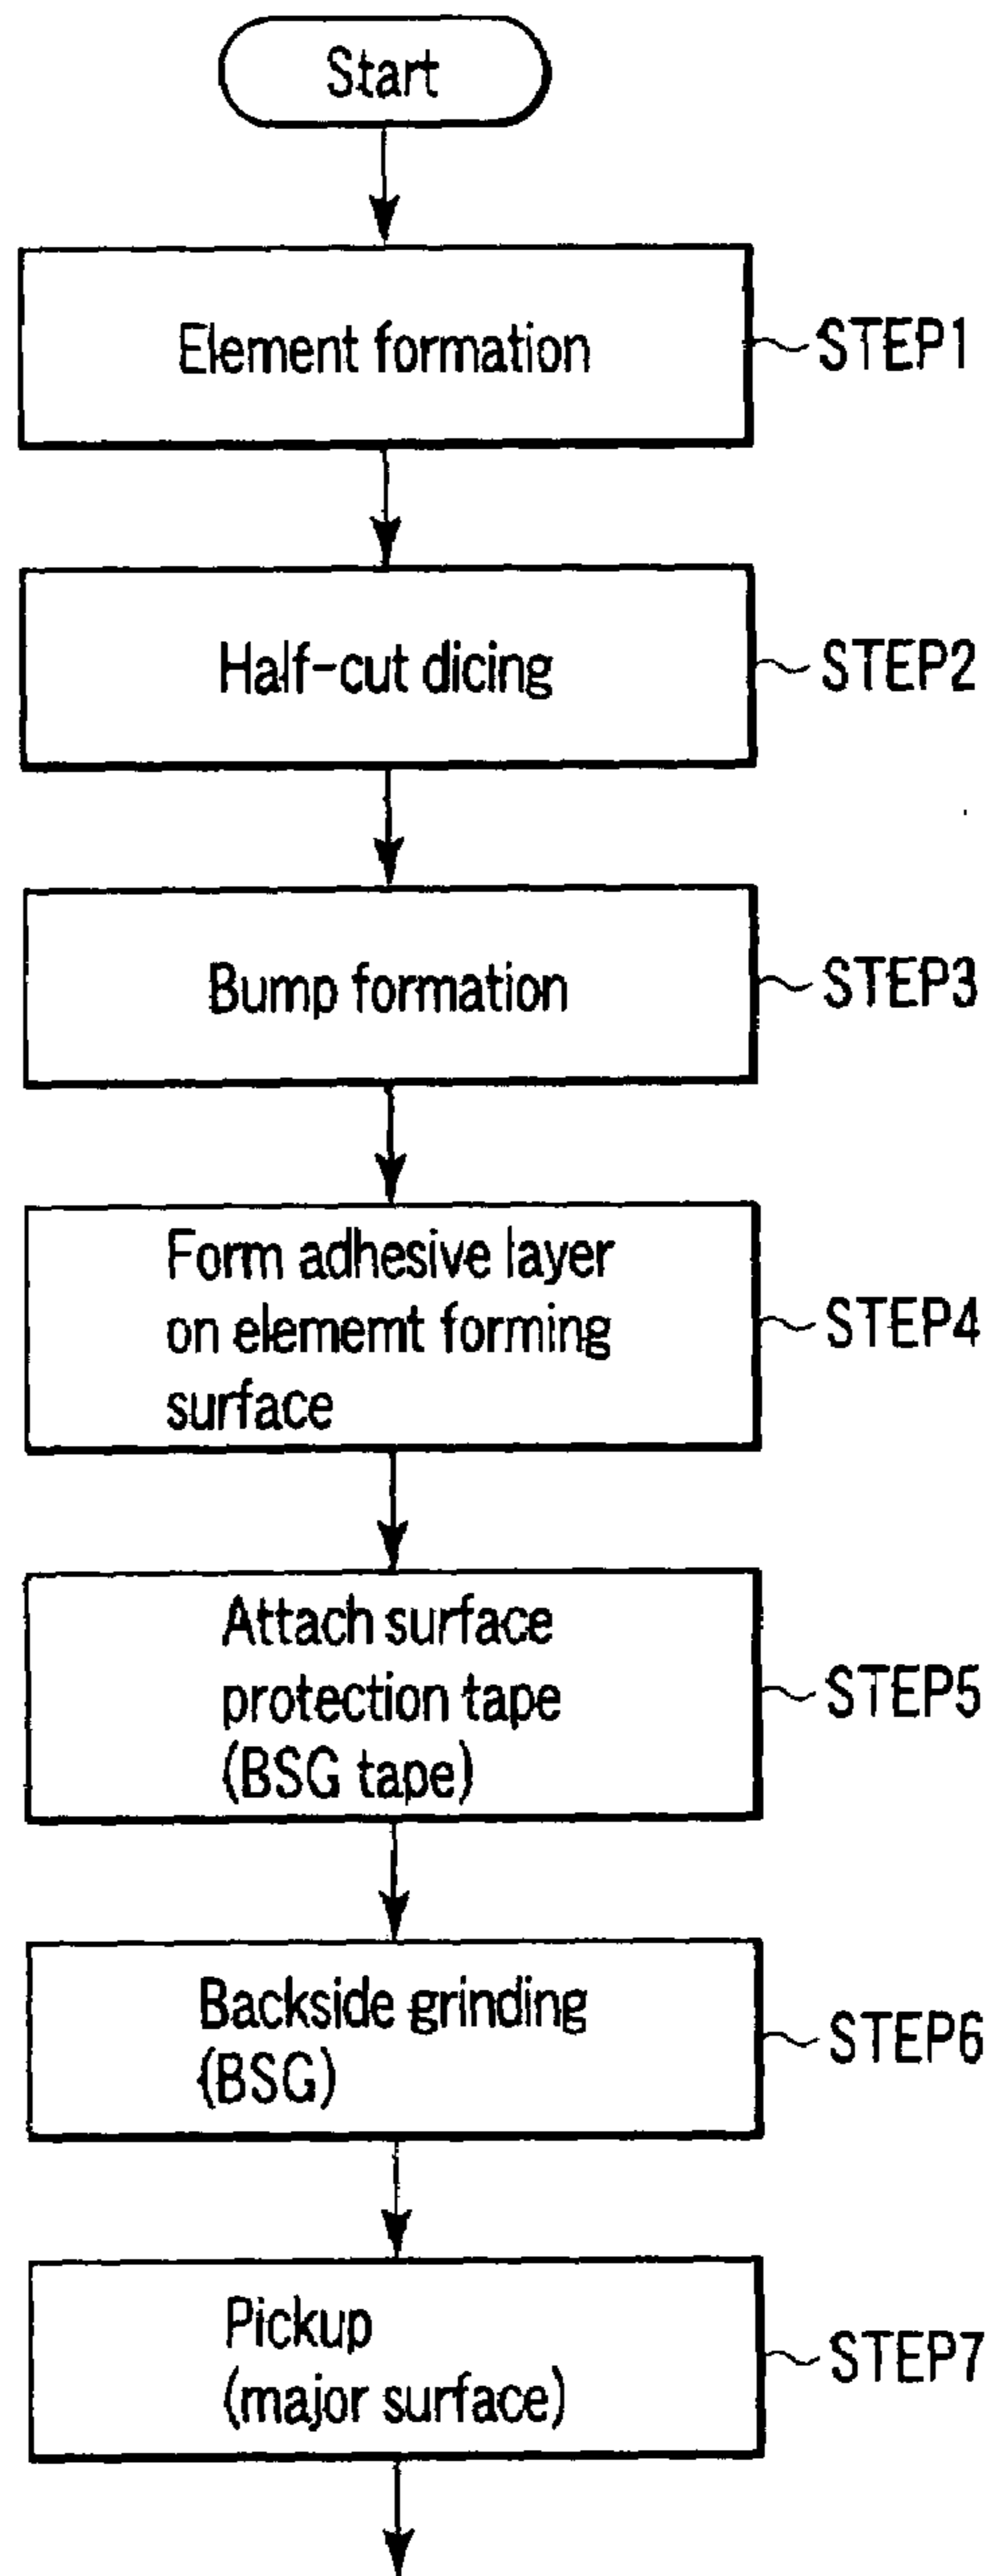 Start
Element formation
STEP1
Half-cut dicing
STEP2
Bump formation
STEP3
Form adhesive layer
on elememt forming
surface
STEP4
Attach surface
protection tape
(BSG tape)
STEP5
Backside grinding
(BSG)
STEP6
Pickup
(major surface)
STEP7